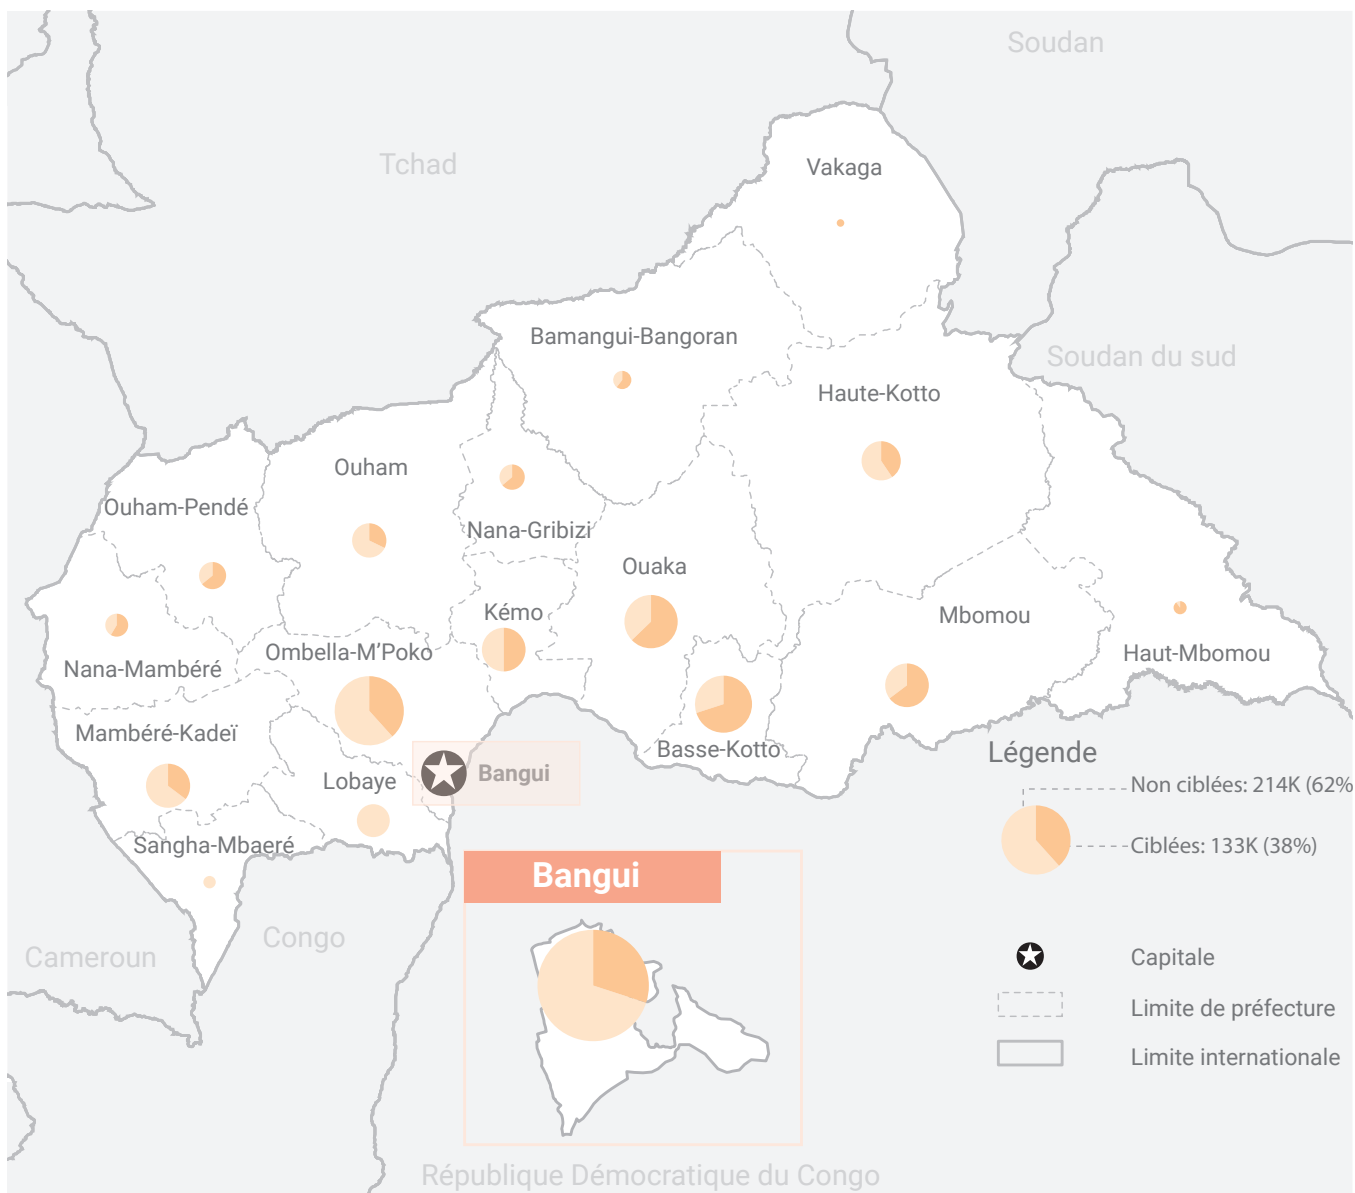 Soudan
Tchad
Vakaga
Bamangui-Bangoran
Soudan du sud
Haute-Kotto
Ouham
Ouham-Pendé
Nana-Gribizi
Ouaka
Kémo
Mbomou
Ombella-M'Poko
Haut-Mbomou
Nana-Mambéré
Mambéré-Kadeï
Basse-Kotto
Légende
Bangui
Lobaye
Non ciblées: 214K (62%
Sangha-Mbaeré
Ciblées: 133K (38%)
Bangui
Congo
Cameroun
Capitale
Limite de préfecture
Limite internationale
République Démocratique du Congo